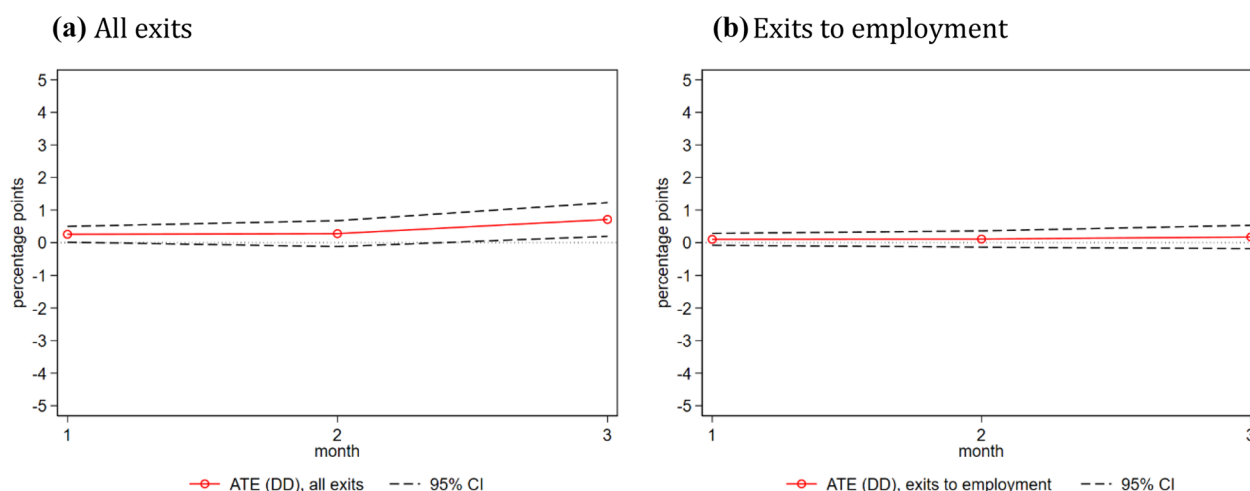 (a) All exits
percentage points
5
4
3
2
1
0
-1
-2
-3
-4
-5
1 2 3
month
ATE (DD), all exits 95% CI
(b) Exits to employment
percentage points
5
4
3
2
1
0
-1
-2
-3
-4
-5
1 2 3
month
ATE (DD), exits to employment 95% CI